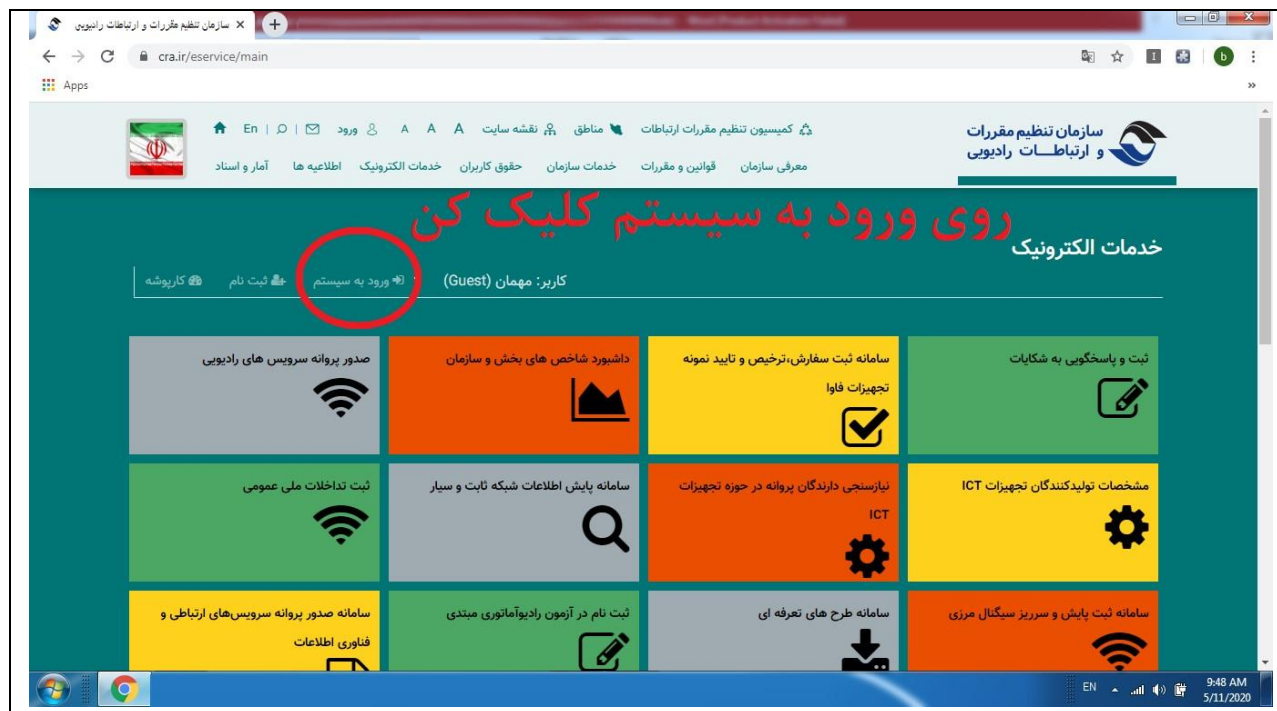 سازمان تنظیم مقررات و ارتباطات رادیویی
cra.ir/eservice/main
b
Apps
سازمان تنظیم مقررات
و ارتباطـــات رادیویی
کمیسیون تنظیم مقررات ارتباطات مناطق نقشه سایت A A A ورود | | En
معرفی سازمان قوانین و مقررات خدمات سازمان حقوق کاربران خدمات الکترونیک اطلاعیه ها آمار و اسناد
روی ورود به سیستم کلیک کن
خدمات الکترونیک
کاربر: مهمان (Guest) ورود به سیستم ثبت نام کارپوشه
ثبت و پاسخگویی به شکایات
سامانه ثبت سفارش،ترخیص و تایید نمونه
تجهیزات فاوا
داشبورد شاخص های بخش و سازمان
صدور پروانه سرویس های رادیویی
مشخصات تولیدکنندگان تجهیزات ICT
نیازسنجی دارندگان پروانه در حوزه تجهیزات
ICT
سامانه پایش اطلاعات شبکه ثابت و سیار
ثبت تداخلات ملی عمومی
سامانه ثبت پایش و سرریز سیگنال مرزی
سامانه طرح های تعرفه ای
ثبت نام در آزمون رادیوآماتوری مبتدی
سامانه صدور پروانه سرویس‌های ارتباطی و
فناوری اطلاعات
EN
9:48 AM
5/11/2020